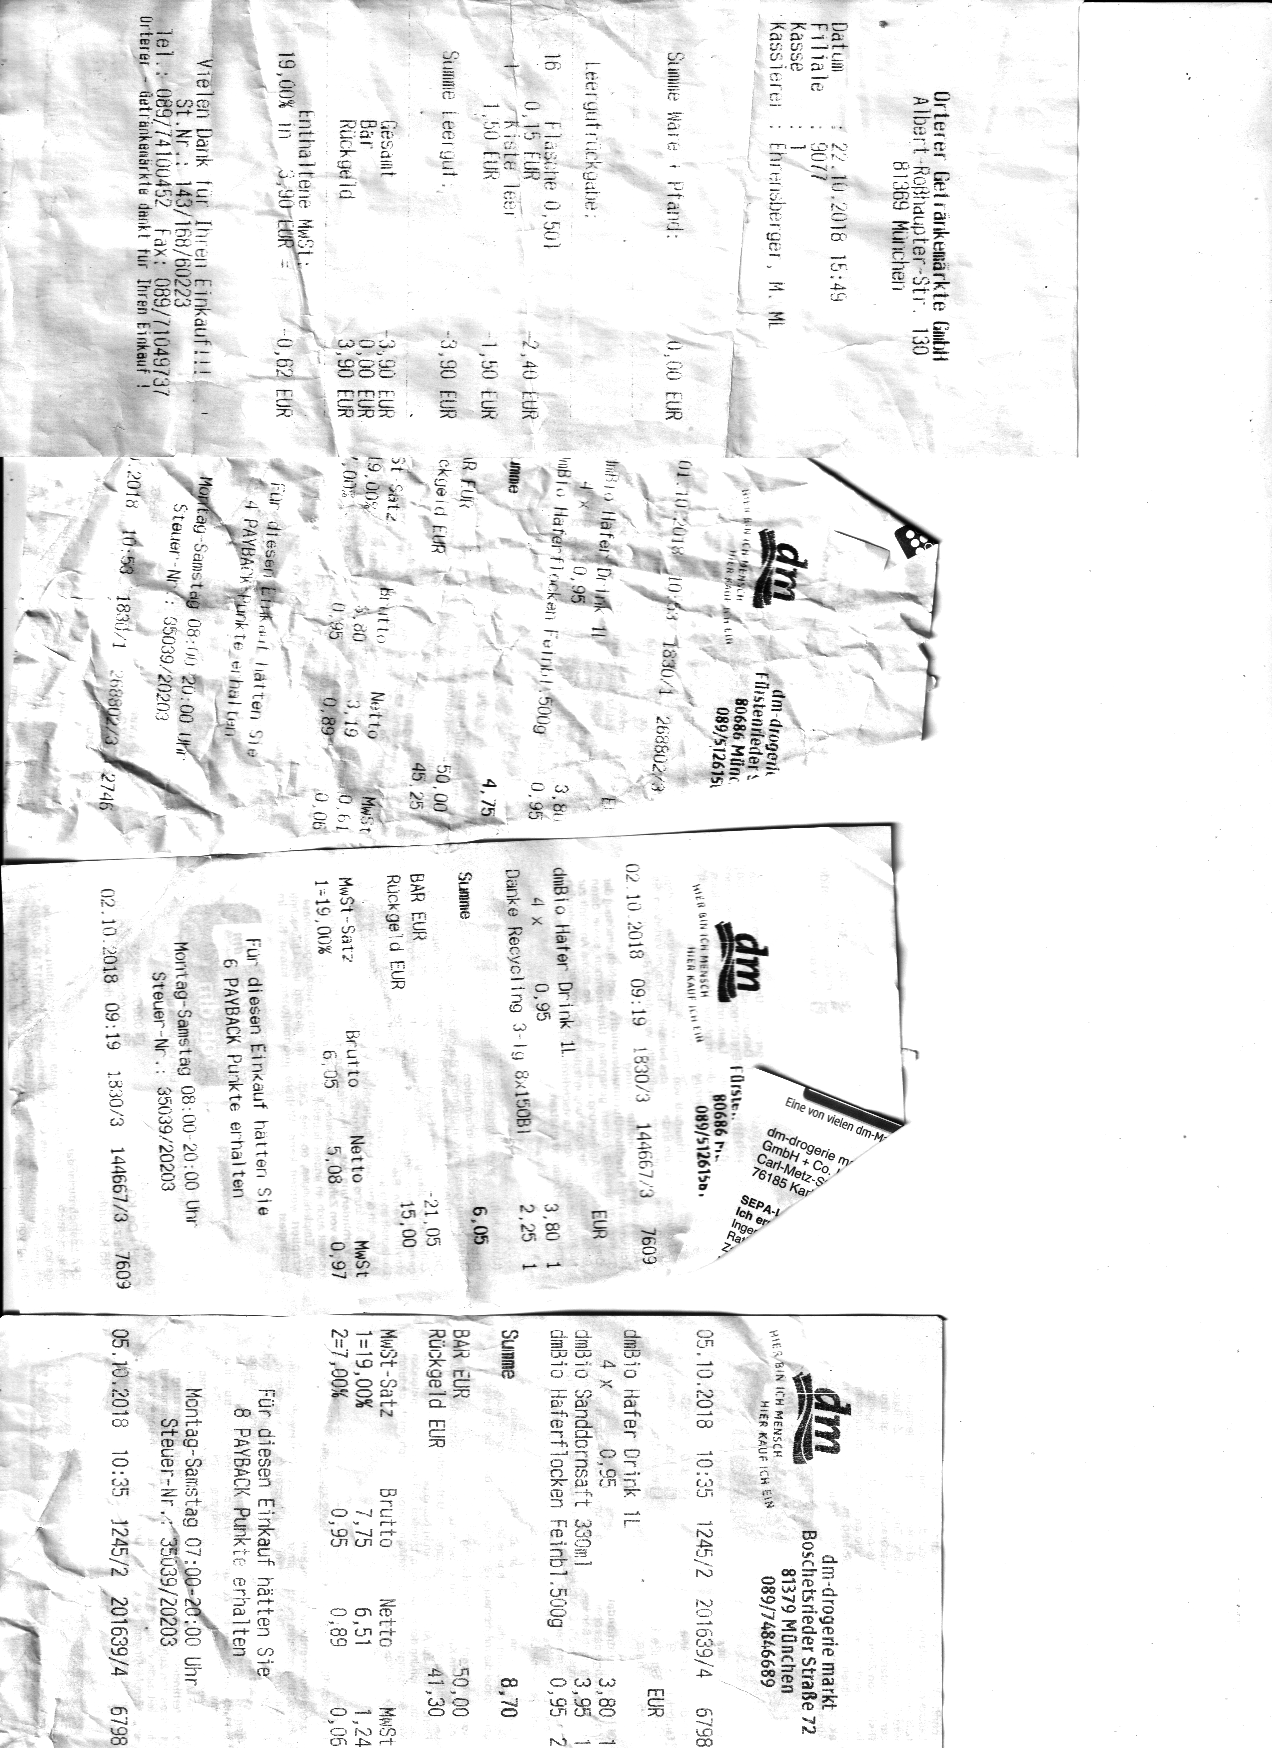 Orterer Getränkemärkte GmbH
Albert-Roßhaupter-Str. 130
81369 München
Datum : 22.10.2018 15:49
Filiale : 9077
Kasse : 1
Kassierer : Ehrensberger, M. ML
Summe Ware + Pfand: 0,00 EUR
Leergutrückgabe:
16 Flasche 0,50l
0,15 EUR -2,40 EUR
1 Kiste leer
1,50 EUR -1,50 EUR
Summe Leergut: -3,90 EUR
Gesamt -3,90 EUR
Bar 0,00 EUR
Rückgeld 3,90 EUR
Enthaltene MwSt:
19,00% in 3,90 EUR = -0,62 EUR
Vielen Dank für Ihren Einkauf!!!
St.Nr.: 143/168/60223
Tel.: 089/74100452 Fax: 089/71049737
Orterer - Getränkemärkte dankt für Ihren Einkauf !
dm
HIER BIN ICH MENSCH
HIER KAUF ICH EIN
dm-drogerie
Fürstenrieder S
80686 Münc
089/512615
01.10.2018 10:53 1830/1 268802/3
E
dmBio Hafer Drink 1l
4 x 0,95 3,80
mBio Haferflocken Feinbl.500g 0,95
umme 4,75
AR EUR -50,00
ckgeld EUR 45,25
St-Satz Brutto Netto MwSt
19,00% 3,80 3,19 0,61
,00% 0,95 0,89 0,06
Für diesen Einkauf hätten Sie
4 PAYBACK Punkte erhalten
Montag-Samstag 08:00-20:00 Uhr
Steuer-Nr.: 35039/20203
.2018 10:53 1830/1 268802/3 2746
dm
HIER BIN ICH MENSCH
HIER KAUF ICH EIN
Fürste
80686
089/512615
Eine von vielen dm-M
dm-drogerie m
GmbH + Co.
Carl-Metz-S
76185 Kar
SEPA-L
Ich er
Inge
Ra
Z
02.10.2018 09:19 1830/3 144667/3 7609
EUR
dmBio Hafer Drink 1L
4 x 0,95 3,80 1
Danke Recycling 3-lg 8x150Bl 2,25 1
Summe 6,05
BAR EUR -21,05
Rückgeld EUR 15,00
MwSt-Satz Brutto Netto MwSt
1=19,00% 6,05 5,08 0,97
Für diesen Einkauf hätten Sie
6 PAYBACK Punkte erhalten
Montag-Samstag 08:00-20:00 Uhr
Steuer-Nr.: 35039/20203
02.10.2018 09:19 1830/3 144667/3 7609
dm
HIER BIN ICH MENSCH
HIER KAUF ICH EIN
dm-drogerie markt
Boschetsrieder Straße 72
81379 München
089/74846689
05.10.2018 10:35 1245/2 201639/4 6798
EUR
dmBio Hafer Drink 1L
4 x 0,95 3,80 1
dmBio Sanddornsaft 330ml 3,95 1
dmBio Haferflocken Feinbl.500g 0,95 2
Summe 8,70
BAR EUR -50,00
Rückgeld EUR 41,30
MwSt-Satz Brutto Netto MwSt
1=19,00% 7,75 6,51 1,24
2=7,00% 0,95 0,89 0,06
Für diesen Einkauf hätten Sie
8 PAYBACK Punkte erhalten
Montag-Samstag 07:00-20:00 Uhr
Steuer-Nr.: 35039/20203
05.10.2018 10:35 1245/2 201639/4 6798